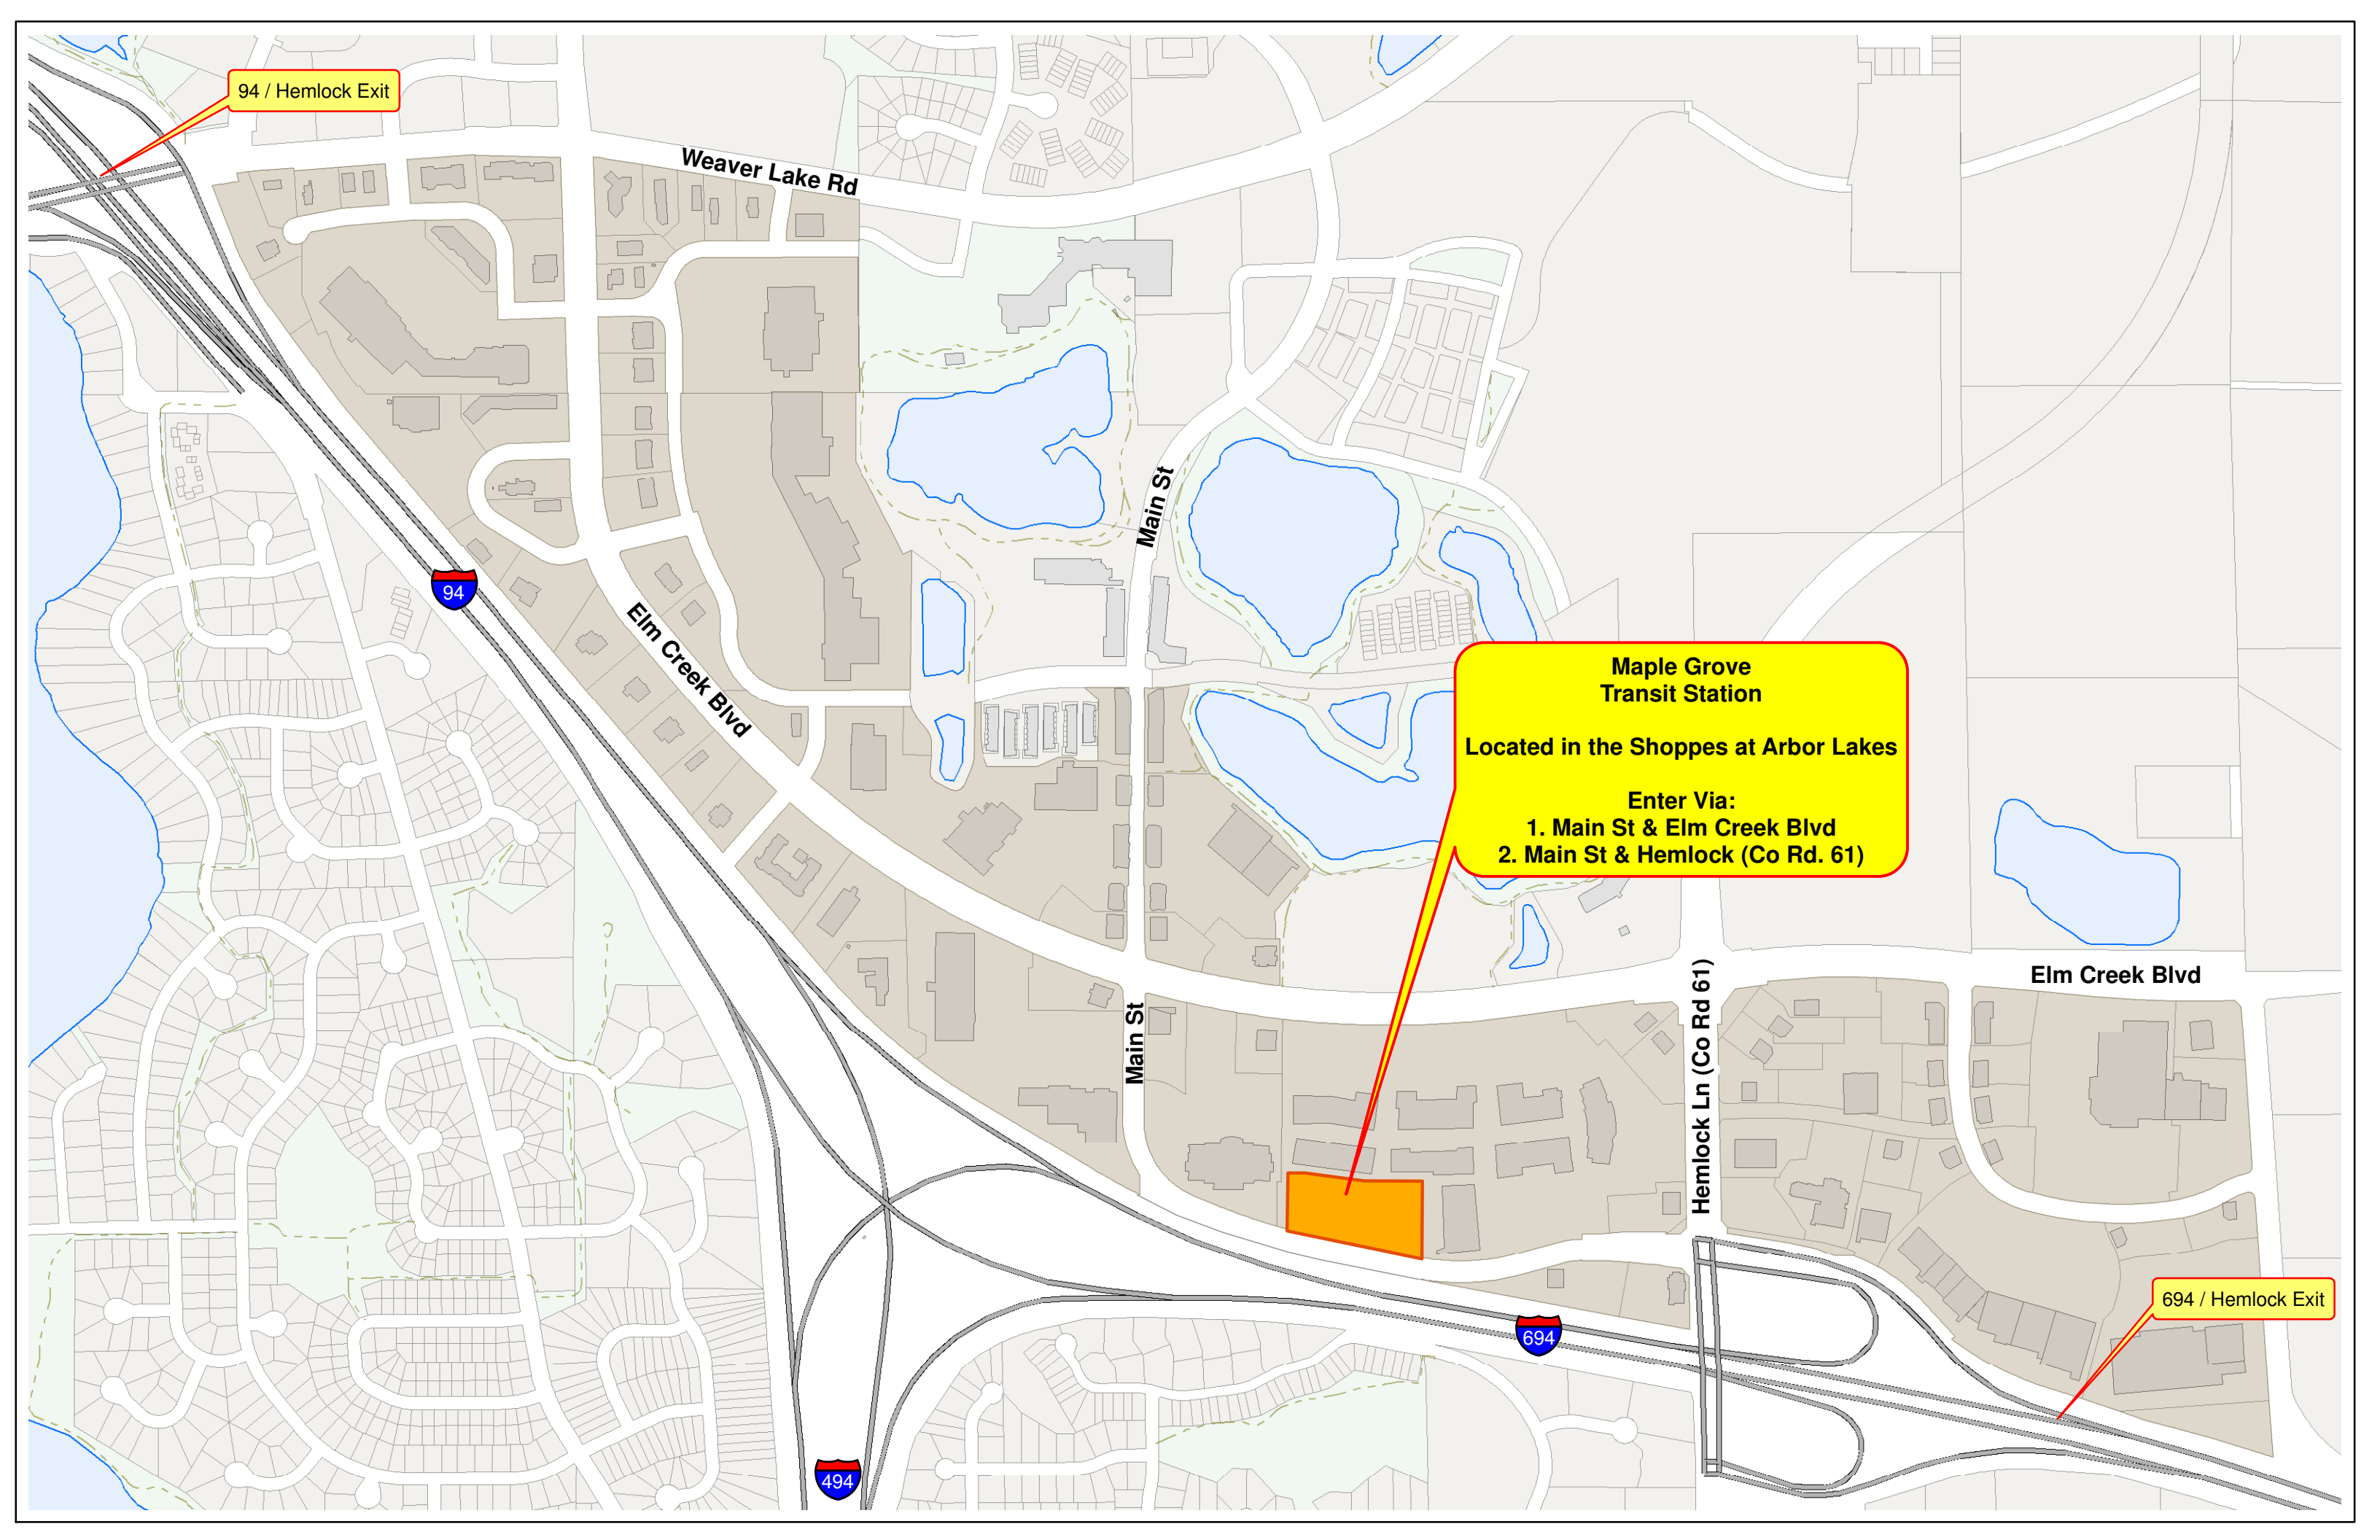 94 / Hemlock Exit
Weaver Lake Rd
Main St
94
Elm Creek Blvd
Maple Grove
Transit Station
Located in the Shoppes at Arbor Lakes
Enter Via:
1. Main St & Elm Creek Blvd
2. Main St & Hemlock (Co Rd. 61)
Elm Creek Blvd
Main St
Hemlock Ln (Co Rd 61)
694 / Hemlock Exit
694
494